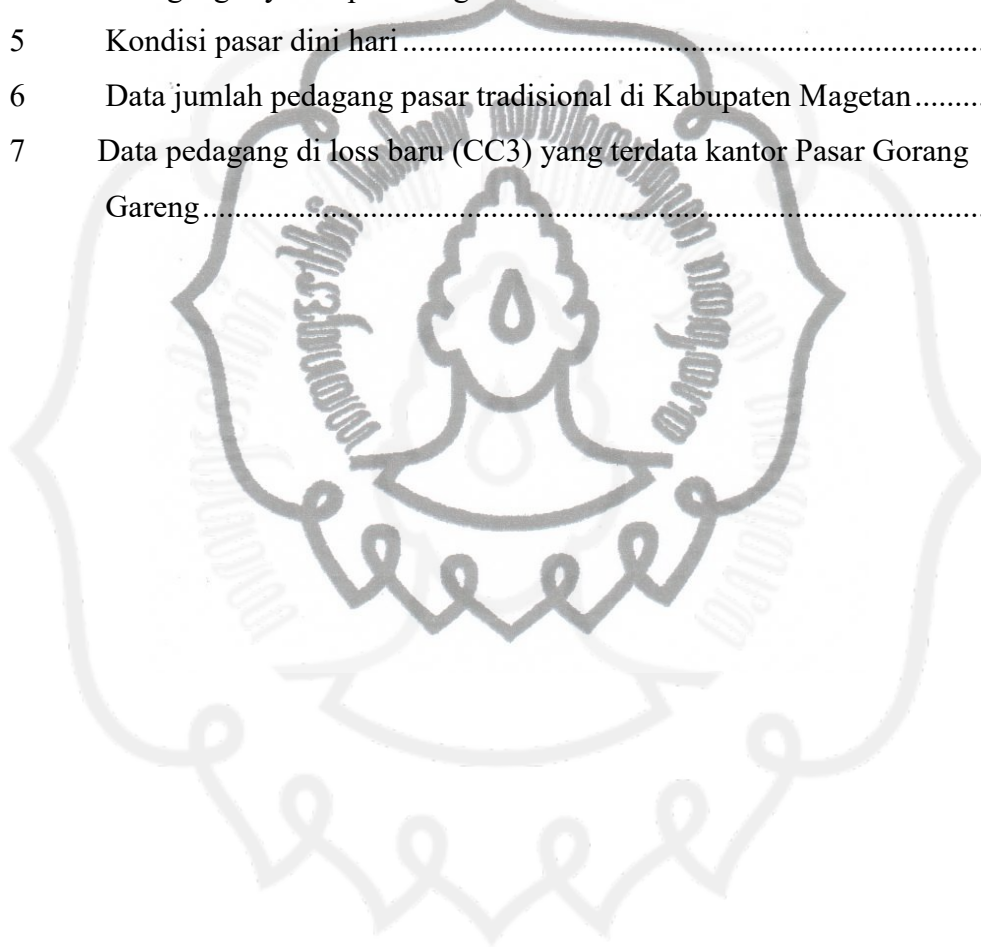 5 Kondisi pasar dini hari
6 Data jumlah pedagang pasar tradisional di Kabupaten Magetan
7 Data pedagang di loss baru (CC3) yang terdata kantor Pasar Gorang
Gareng